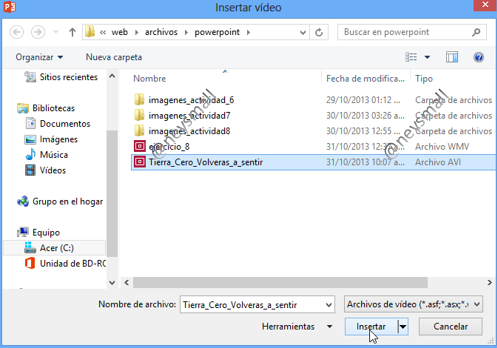 Insertar vídeo
« web ▸ archivos ▸ powerpoint ▸
Buscar en powerpoint
Organizar
Nueva carpeta
Sitios recientes
Bibliotecas
Documentos
Imágenes
Música
Vídeos
Grupo en el hogar
Equipo
Acer (C:)
Unidad de BD-RO
Nombre
Fecha de modifica...
Tipo
imagenes_actividad_6
29/10/2013 01:12 ...
Carpeta de archivos
imagenes_actividad7
30/10/2013 03:26 a...
Carpeta de archivos
imagenes_actividad8
30/10/2013 12:55 ...
Carpeta de archivos
ejercicio_8
31/10/2013 12:3
Archivo WMV
Tierra_Cero_Volveras_a_sentir
31/10/2013 10:07 a...
Archivo AVI
@neysmall
@neysmall
Nombre de archivo:
Tierra_Cero_Volveras_a_sentir
Archivos de vídeo (*.asf;*.asx;*.
Herramientas
Insertar
Cancelar